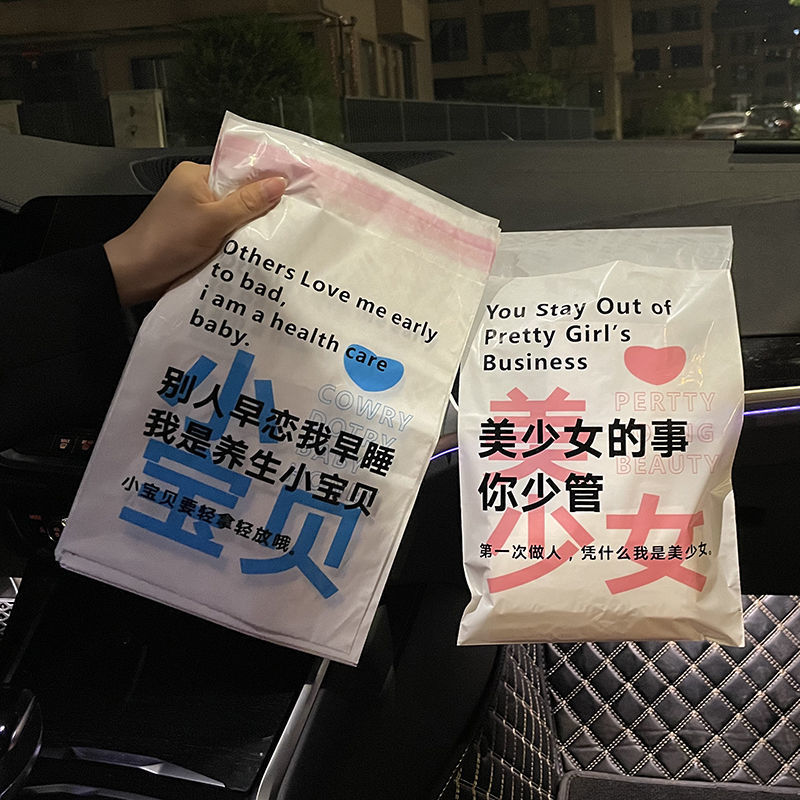 Others Love me early
to bad,
i am a health care
baby.
小宝贝
COWRY
DOTRY
BABY
别人早恋我早睡
我是养生小宝贝
小宝贝要轻拿轻放哦。
You Stay Out of
Pretty Girl's
Business
美少女
PERTTY
BEAUTY
美少女的事
你少管
第一次做人，凭什么我是美少女。